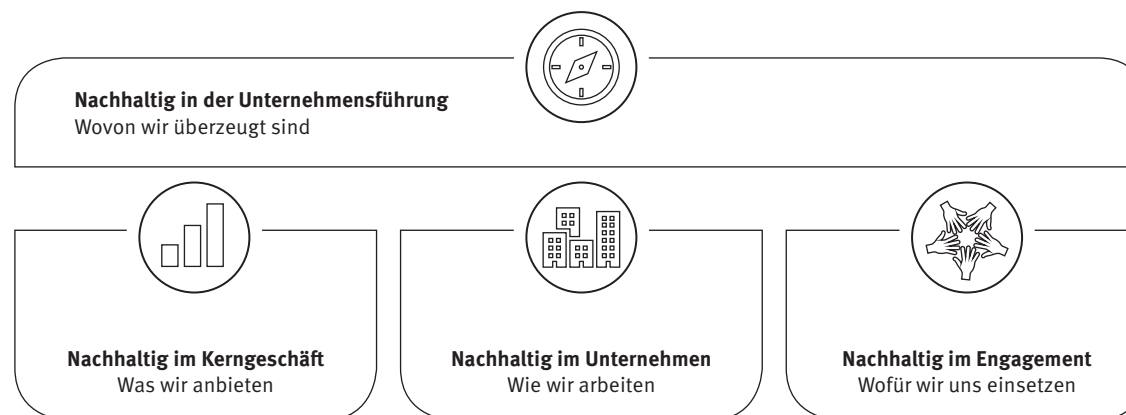 Nachhaltig in der Unternehmensführung
Wovon wir überzeugt sind
Nachhaltig im Kerngeschäft
Was wir anbieten
Nachhaltig im Unternehmen
Wie wir arbeiten
Nachhaltig im Engagement
Wofür wir uns einsetzen